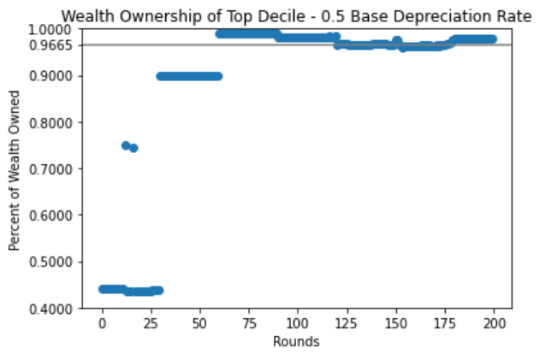 Wealth Ownership of Top Decile - 0.5 Base Depreciation Rate
1.0000
0.9665
0.9000
0.8000
0.7000
0.6000
0.5000
0.4000
Percent of Wealth Owned
0 25 50 75 100 125 150 175 200
Rounds